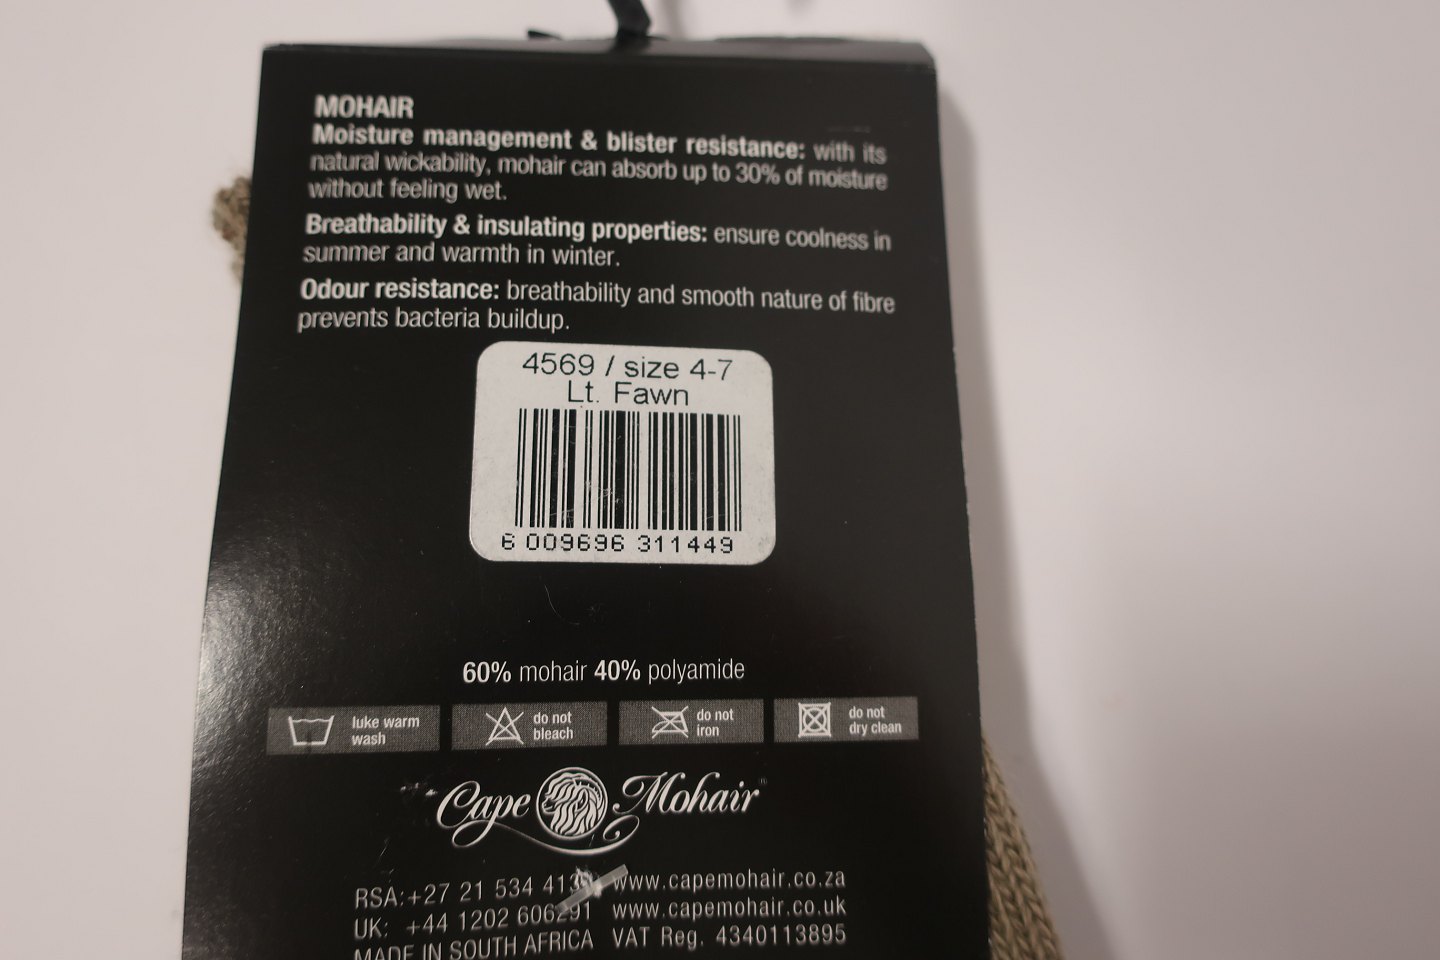 MOHAIR
Moisture management & blister resistance: with its
natural wickability, mohair can absorb up to 30% of moisture
without feeling wet.
Breathability & insulating properties: ensure coolness in
summer and warmth in winter.
Odour resistance: breathability and smooth nature of fibre
prevents bacteria buildup.
4569 / size 4-7
Lt. Fawn
6 009696 311449
60% mohair 40% polyamide
luke warm
wash
do not
bleach
do not
iron
do not
dry clean
Cape Mohair
RSA:+27 21 534 www.capemohair.co.za
UK: +44 1202 606291 www.capemohair.co.uk
MADE IN SOUTH AFRICA VAT Reg. 4340113895